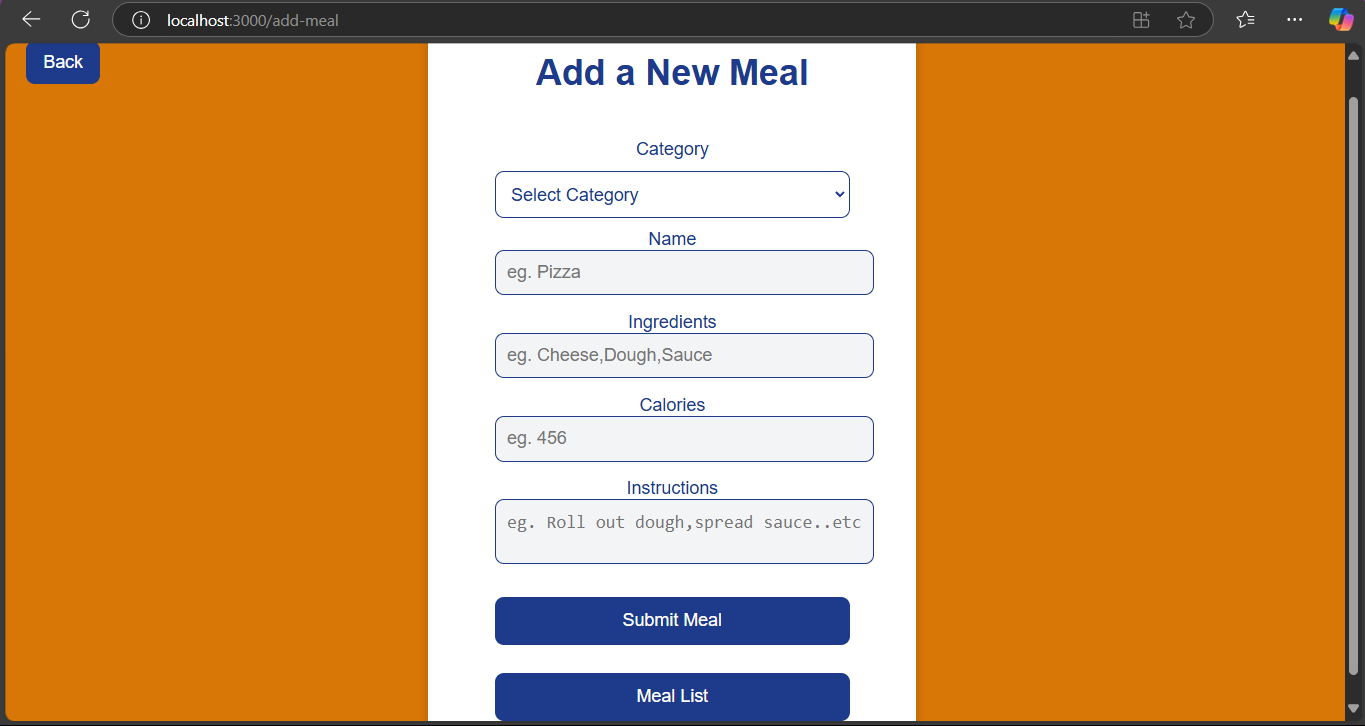 localhost:3000/add-meal
Back
Add a New Meal
Category
Select Category
Name
eg. Pizza
Ingredients
eg. Cheese,Dough,Sauce
Calories
eg. 456
Instructions
eg. Roll out dough,spread sauce..etc
Submit Meal
Meal List